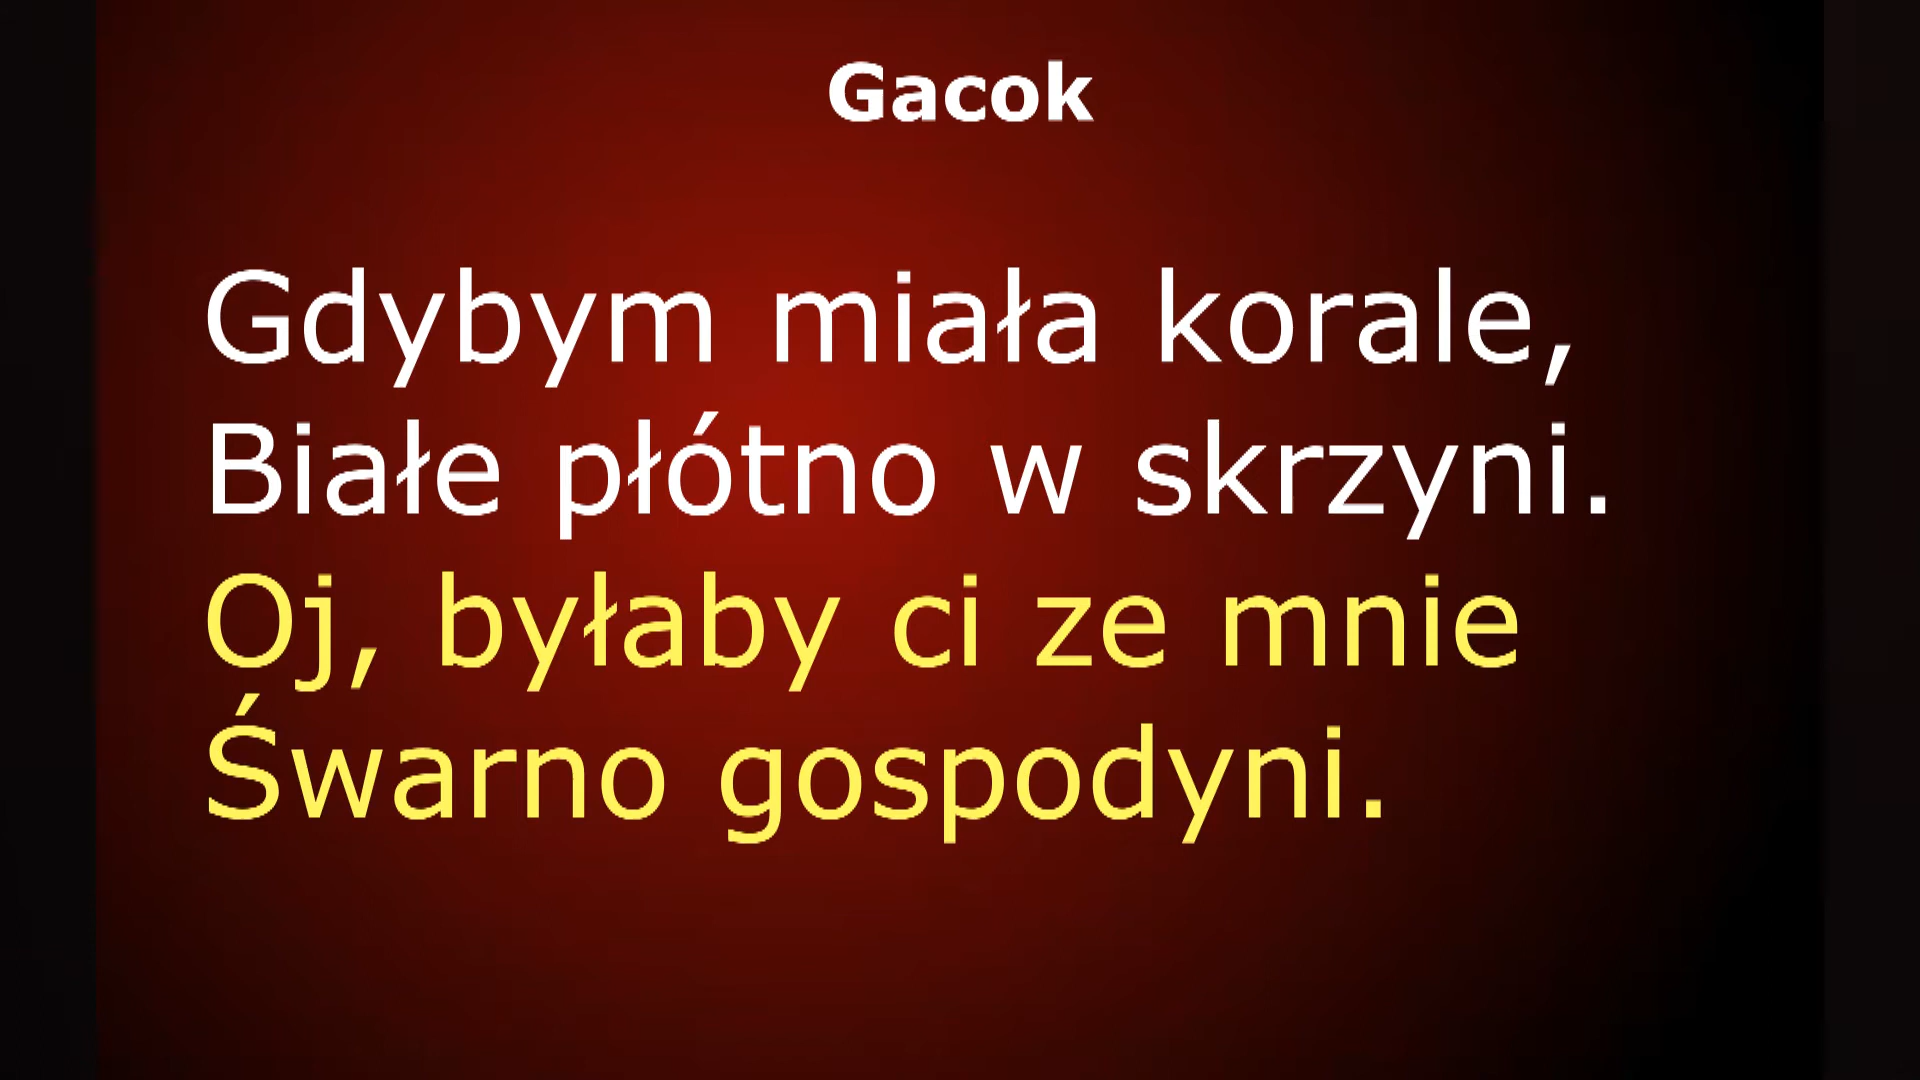 Gacok
Gdybym miała korale,
Białe płótno w skrzyni.
Oj, byłaby ci ze mnie
Śwarno gospodyni.